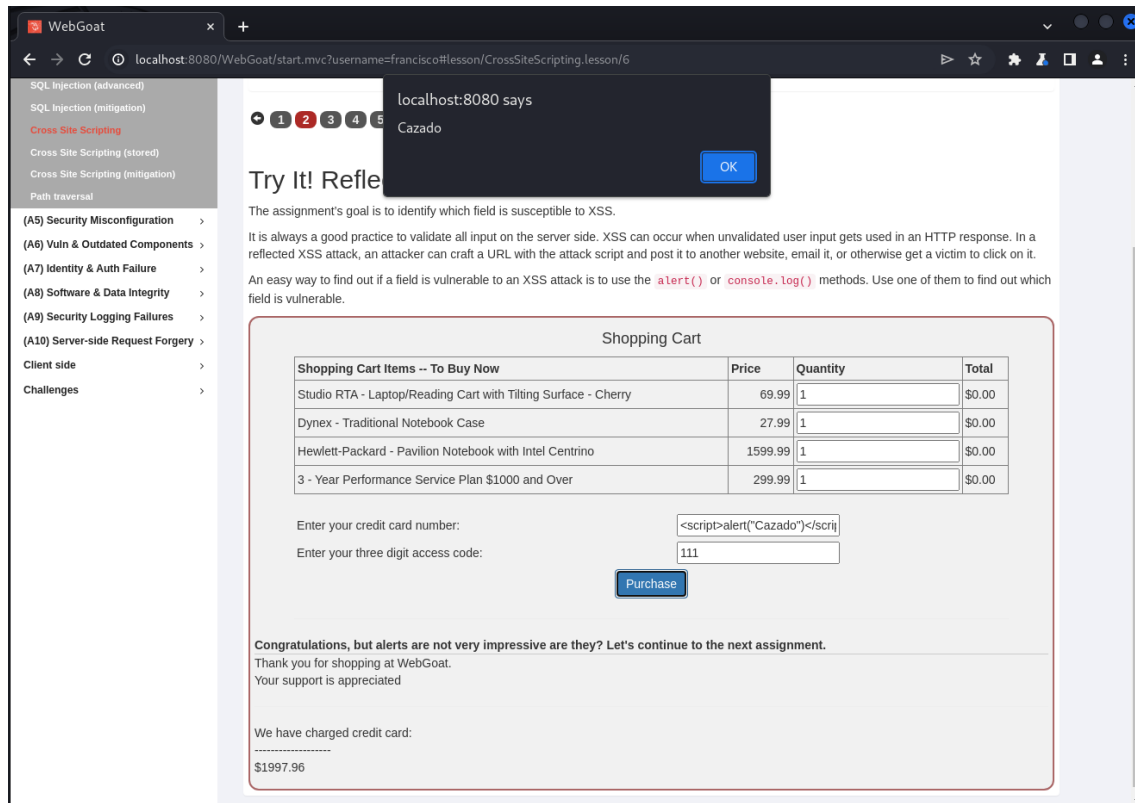 WebGoat
localhost:8080/WebGoat/start.mvc?username=francisco#lesson/CrossSiteScripting.lesson/6
localhost:8080 says
Cazado
OK
SQL Injection (advanced)
SQL Injection (mitigation)
Cross Site Scripting
Cross Site Scripting (stored)
Cross Site Scripting (mitigation)
Path traversal
(A5) Security Misconfiguration
(A6) Vuln & Outdated Components
(A7) Identity & Auth Failure
(A8) Software & Data Integrity
(A9) Security Logging Failures
(A10) Server-side Request Forgery
Client side
Challenges
1 2 3 4 5
Try It! Refle
The assignment's goal is to identify which field is susceptible to XSS.
It is always a good practice to validate all input on the server side. XSS can occur when unvalidated user input gets used in an HTTP response. In a
reflected XSS attack, an attacker can craft a URL with the attack script and post it to another website, email it, or otherwise get a victim to click on it.
An easy way to find out if a field is vulnerable to an XSS attack is to use the alert() or console.log() methods. Use one of them to find out which
field is vulnerable.
Shopping Cart
Shopping Cart Items -- To Buy Now Price Quantity Total
Studio RTA - Laptop/Reading Cart with Tilting Surface - Cherry 69.99 1 $0.00
Dynex - Traditional Notebook Case 27.99 1 $0.00
Hewlett-Packard - Pavilion Notebook with Intel Centrino 1599.99 1 $0.00
3 - Year Performance Service Plan $1000 and Over 299.99 1 $0.00
Enter your credit card number: <script>alert("Cazado")</scrip
Enter your three digit access code: 111
Purchase
Congratulations, but alerts are not very impressive are they? Let's continue to the next assignment.
Thank you for shopping at WebGoat.
Your support is appreciated
We have charged credit card:
-------------------
$1997.96